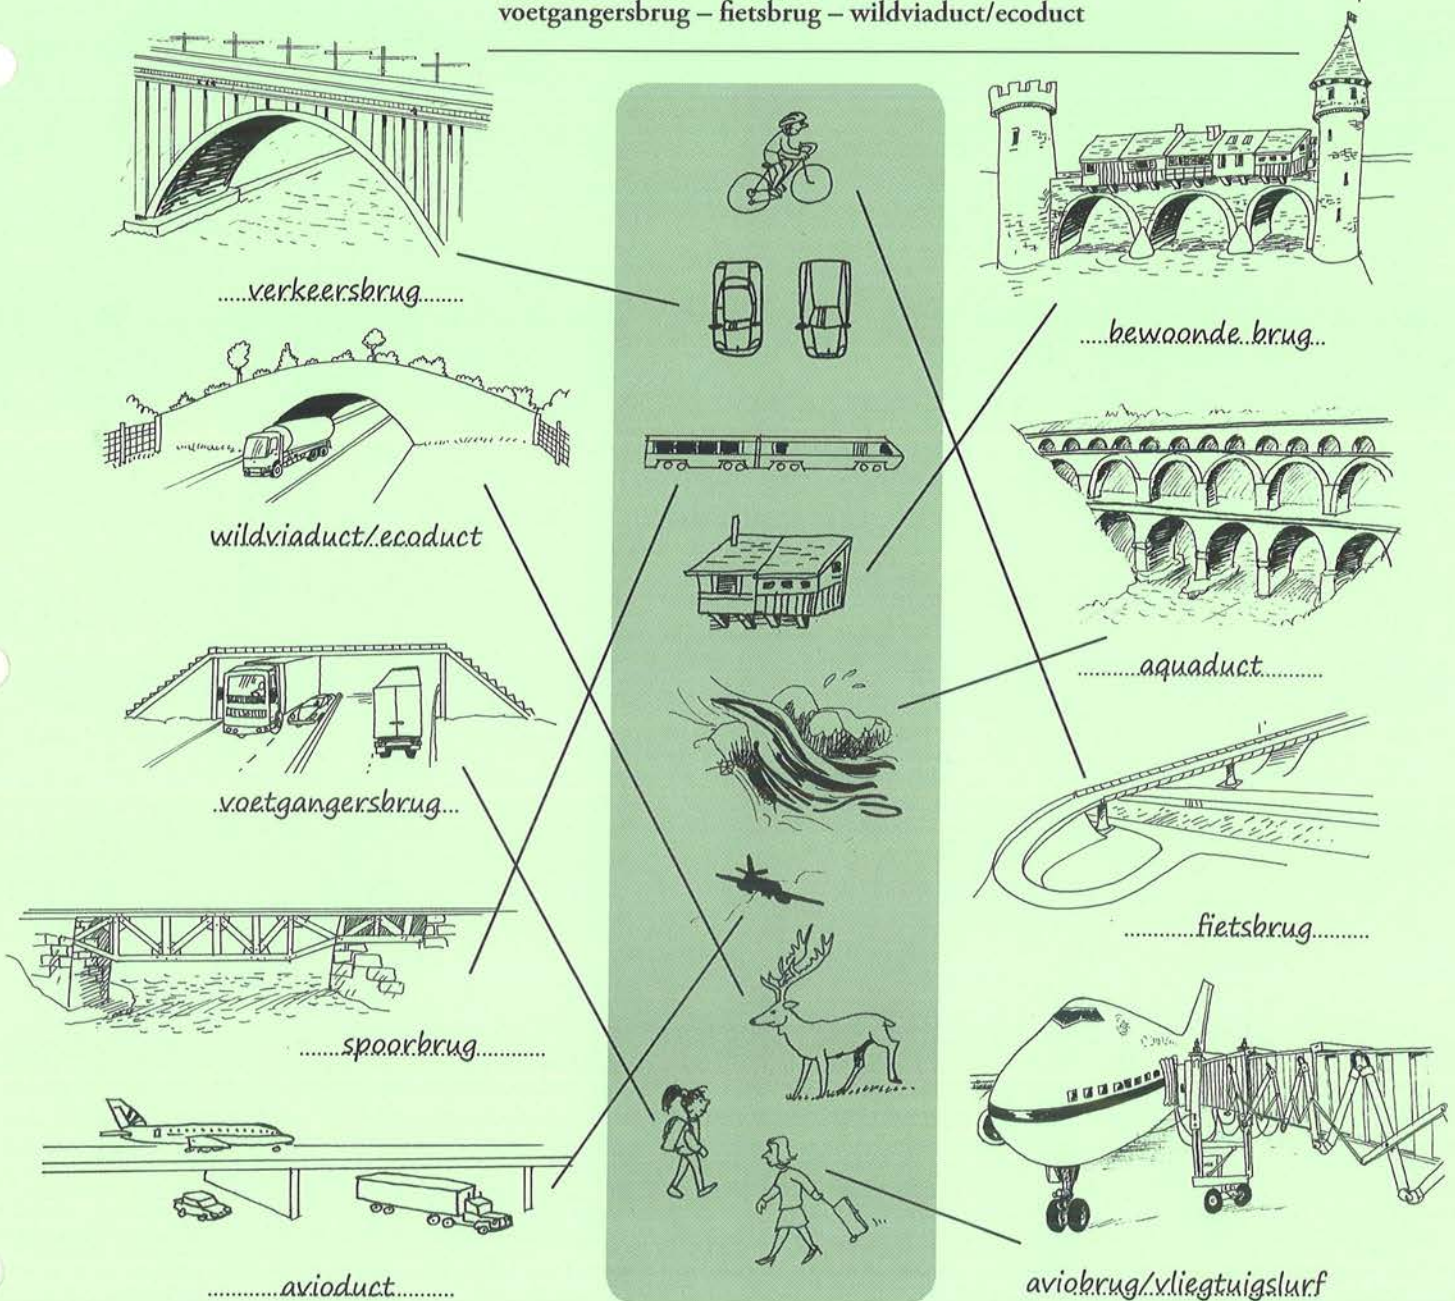 voetgangersbrug – fietsbrug – wildviaduct/ecoduct
verkeersbrug
bewoonde brug
wildviaduct/ecoduct
aquaduct
voetgangersbrug
fietsbrug
spoorbrug
avioduct
aviobrug/vliegtuigslurf